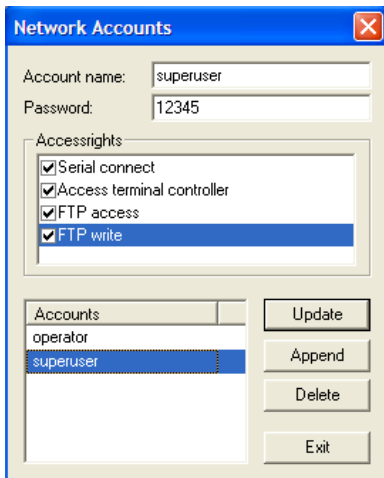 Network Accounts
Account name: superuser
Password: 12345
Accessrights
Serial connect
Access terminal controller
FTP access
FTP write
Accounts
operator
superuser
Update
Append
Delete
Exit